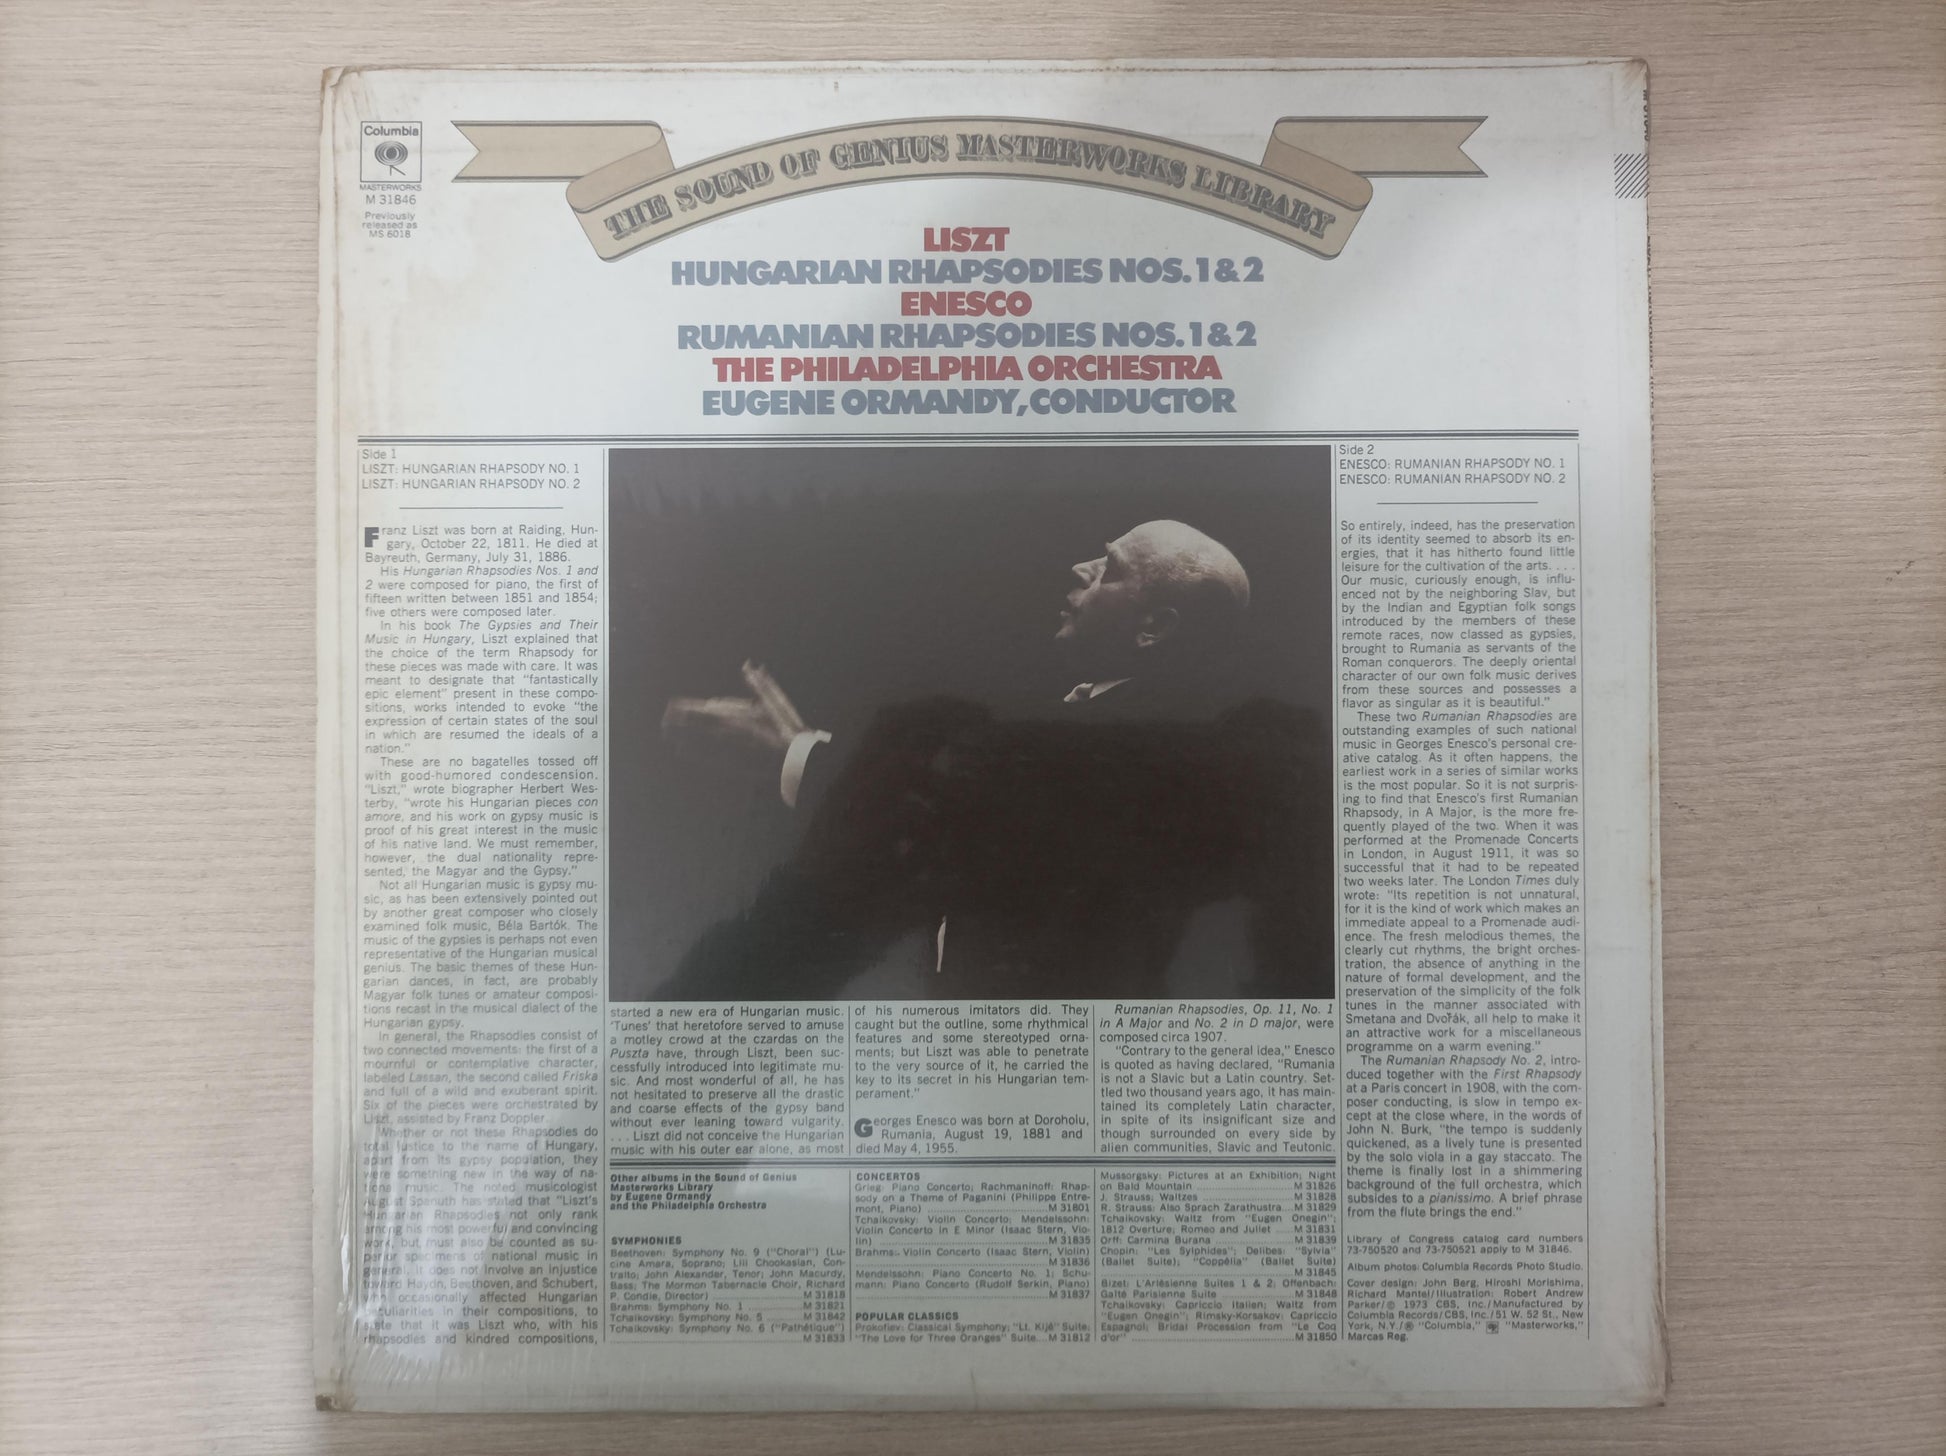 Columbia
MASTERWORKS
M 31846
Previously
released as
MS 6018
THE SOUND OF GENIUS MASTERWORKS LIBRARY
LISZT
HUNGARIAN RHAPSODIES NOS. 1 & 2
ENESCO
RUMANIAN RHAPSODIES NOS. 1 & 2
THE PHILADELPHIA ORCHESTRA
EUGENE ORMANDY, CONDUCTOR
Side 1
LISZT: HUNGARIAN RHAPSODY NO. 1
LISZT: HUNGARIAN RHAPSODY NO. 2
Franz Liszt was born at Raiding, Hun-
gary, October 22, 1811. He died at
Bayreuth, Germany, July 31, 1886.
His Hungarian Rhapsodies Nos. 1 and
2 were composed for piano, the first of
fifteen written between 1851 and 1854;
five others were composed later.
In his book The Gypsies and Their
Music in Hungary, Liszt explained that
the choice of the term Rhapsody for
these pieces was made with care. It was
meant to designate that "fantastically
epic element" present in these compo-
sitions, works intended to evoke "the
expression of certain states of the soul
in which are resumed the ideals of a
nation."
These are no bagatelles tossed off
with good-humored condescension.
"Liszt," wrote biographer Herbert Wes-
terby, "wrote his Hungarian pieces con
amore, and his work on gypsy music is
proof of his great interest in the music
of his native land. We must remember,
however, the dual nationality repre-
sented, the Magyar and the Gypsy."
Not all Hungarian music is gypsy mu-
sic, as has been extensively pointed out
by another great composer who closely
examined folk music, Béla Bartók. The
music of the gypsies is perhaps not even
representative of the Hungarian musical
genius. The basic themes of these Hun-
garian dances, in fact, are probably
Magyar folk tunes or amateur composi-
tions recast in the musical dialect of the
Hungarian gypsy.
In general, the Rhapsodies consist of
two connected movements: the first of a
mournful or contemplative character,
labeled Lassan, the second called Friska
and full of a wild and exuberant spirit.
Six of the pieces were orchestrated by
Liszt, assisted by Franz Doppler.
Whether or not these Rhapsodies do
total justice to the name of Hungary,
apart from its gypsy population, they
were something new in the way of na-
tional music. The noted musicologist
August Spanuth has stated that "Liszt's
Hungarian Rhapsodies not only rank
among his most powerful and convincing
work, but must also be counted as su-
perior specimens of national music in
general. It does not involve an injustice
toward Haydn, Beethoven, and Schubert,
who occasionally affected Hungarian
peculiarities in their compositions, to
state that it was Liszt who, with his
rhapsodies and kindred compositions,
started a new era of Hungarian music.
'Tunes' that heretofore served to amuse
a motley crowd at the czardas on the
Puszta have, through Liszt, been suc-
cessfully introduced into legitimate mu-
sic. And most wonderful of all, he has
not hesitated to preserve all the drastic
and coarse effects of the gypsy band
without ever leaning toward vulgarity.
. . . Liszt did not conceive the Hungarian
music with his outer ear alone, as most
of his numerous imitators did. They
caught but the outline, some rhythmical
features and some stereotyped orna-
ments; but Liszt was able to penetrate
to the very source of it, he carried the
key to its secret in his Hungarian tem-
perament."
Georges Enesco was born at Doroholu,
Rumania, August 19, 1881 and
died May 4, 1955.
Rumanian Rhapsodies, Op. 11, No. 1
in A Major and No. 2 in D major, were
composed circa 1907.
"Contrary to the general idea," Enesco
is quoted as having declared, "Rumania
is not a Slavic but a Latin country. Set-
tled two thousand years ago, it has main-
tained its completely Latin character,
in spite of its insignificant size and
though surrounded on every side by
alien communities, Slavic and Teutonic.
Side 2
ENESCO: RUMANIAN RHAPSODY NO. 1
ENESCO: RUMANIAN RHAPSODY NO. 2
So entirely, indeed, has the preservation
of its identity seemed to absorb its en-
ergies, that it has hitherto found little
leisure for the cultivation of the arts. . . .
Our music, curiously enough, is influ-
enced not by the neighboring Slav, but
by the Indian and Egyptian folk songs
introduced by the members of these
remote races, now classed as gypsies,
brought to Rumania as servants of the
Roman conquerors. The deeply oriental
character of our own folk music derives
from these sources and possesses a
flavor as singular as it is beautiful."
These two Rumanian Rhapsodies are
outstanding examples of such national
music in Georges Enesco's personal cre-
ative catalog. As it often happens, the
earliest work in a series of similar works
is the most popular. So it is not surpris-
ing to find that Enesco's first Rumanian
Rhapsody, in A Major, is the more fre-
quently played of the two. When it was
performed at the Promenade Concerts
in London, in August 1911, it was so
successful that it had to be repeated
two weeks later. The London Times duly
wrote: "Its repetition is not unnatural,
for it is the kind of work which makes an
immediate appeal to a Promenade audi-
ence. The fresh melodious themes, the
clearly cut rhythms, the bright orches-
tration, the absence of anything in the
nature of formal development, and the
preservation of the simplicity of the folk
tunes in the manner associated with
Smetana and Dvořák, all help to make it
an attractive work for a miscellaneous
programme on a warm evening."
The Rumanian Rhapsody No. 2, intro-
duced together with the First Rhapsody
at a Paris concert in 1908, with the com-
poser conducting, is slow in tempo ex-
cept at the close where, in the words of
John N. Burk, "the tempo is suddenly
quickened, as a lively tune is presented
by the solo viola in a gay staccato. The
theme is finally lost in a shimmering
background of the full orchestra, which
subsides to a pianissimo. A brief phrase
from the flute brings the end."
Library of Congress catalog card numbers
73-750520 and 73-750521 apply to M 31846.
Album photos: Columbia Records Photo Studio.
Cover design: John Berg, Hiroshi Morishima,
Richard Mantel/Illustration: Robert Andrew
Parker/© 1973 CBS, Inc./Manufactured by
Columbia Records/CBS, Inc./51 W. 52 St., New
York, N.Y./® "Columbia," "Masterworks,"
Marcas Reg.
Other albums in the Sound of Genius
Masterworks Library
by Eugene Ormandy
and the Philadelphia Orchestra
SYMPHONIES
Beethoven: Symphony No. 9 ("Choral") (Lu-
cine Amara, Soprano; Lili Chookasian, Con-
tralto; John Alexander, Tenor; John Macurdy,
Bass; The Mormon Tabernacle Choir, Richard
P. Condie, Director) M 31818
Brahms: Symphony No. 1 M 31821
Tchaikovsky: Symphony No. 5 M 31842
Tchaikovsky: Symphony No. 6 ("Pathétique")
M 31833
CONCERTOS
Grieg: Piano Concerto; Rachmaninoff: Rhap-
sody on a Theme of Paganini (Philippe Entre-
mont, Piano) M 31801
Tchaikovsky: Violin Concerto; Mendelssohn:
Violin Concerto in E Minor (Isaac Stern, Vio-
lin) M 31835
Brahms: Violin Concerto (Isaac Stern, Violin)
M 31836
Mendelssohn: Piano Concerto No. 1; Schu-
mann: Piano Concerto (Rudolf Serkin, Piano)
M 31837
POPULAR CLASSICS
Prokofiev: Classical Symphony; "Lt. Kijé" Suite;
"The Love for Three Oranges" Suite M 31812
Mussorgsky: Pictures at an Exhibition; Night
on Bald Mountain M 31826
J. Strauss: Waltzes M 31828
R. Strauss: Also Sprach Zarathustra M 31829
Tchaikovsky: Waltz from "Eugen Onegin";
1812 Overture; Romeo and Juliet M 31831
Orff: Carmina Burana M 31839
Chopin: "Les Sylphides"; Delibes: "Sylvia"
(Ballet Suite); "Coppélia" (Ballet Suite)
M 31845
Bizet: L'Arlésienne Suites 1 & 2; Offenbach:
Gaîté Parisienne Suite M 31848
Tchaikovsky: Capriccio Italien; Waltz from
"Eugen Onegin"; Rimsky-Korsakov: Capriccio
Espagnol; Bridal Procession from "Le Coq
d'or" M 31850